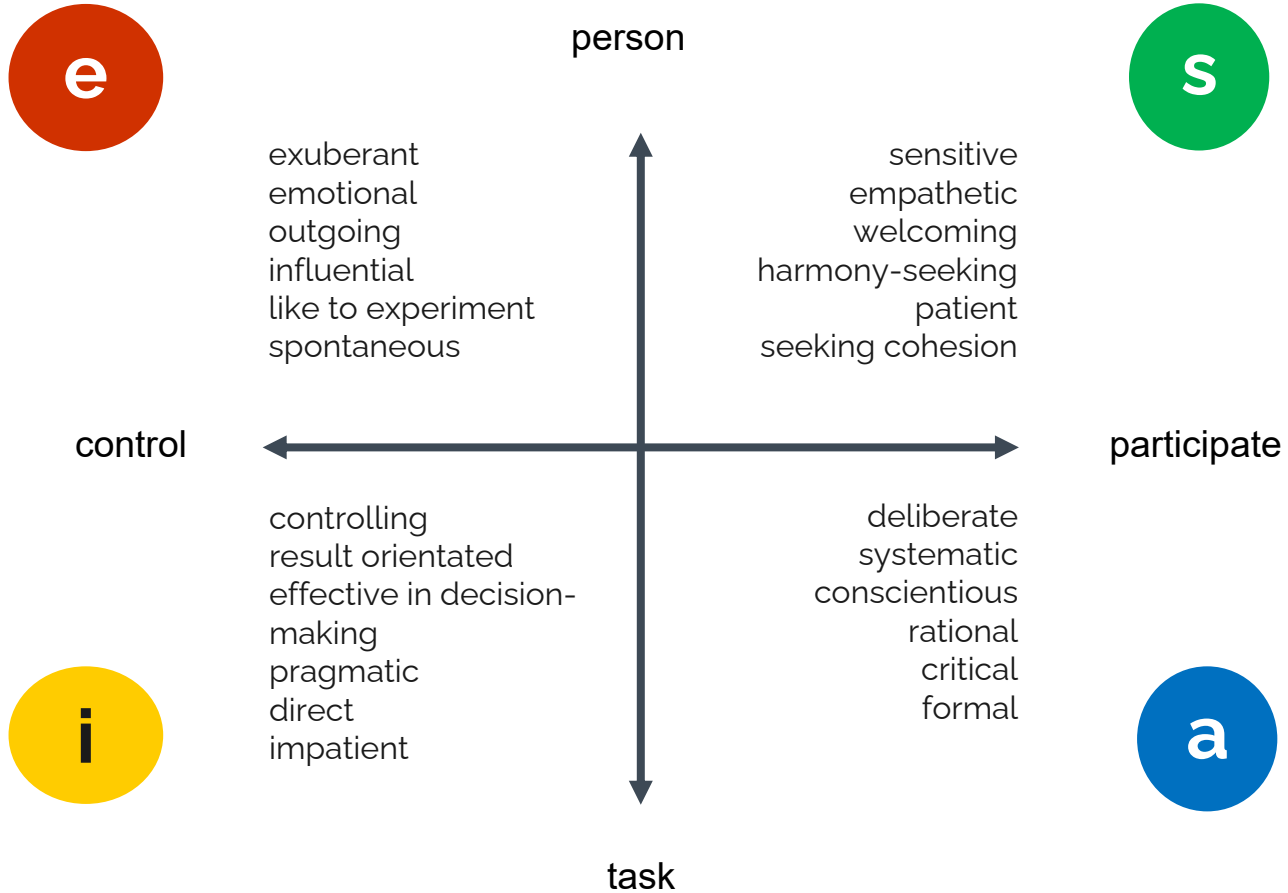 e
person
s
exuberant
emotional
outgoing
influential
like to experiment
spontaneous
sensitive
empathetic
welcoming
harmony-seeking
patient
seeking cohesion
control
participate
controlling
result orientated
effective in decision-
making
pragmatic
direct
impatient
deliberate
systematic
conscientious
rational
critical
formal
i
a
task